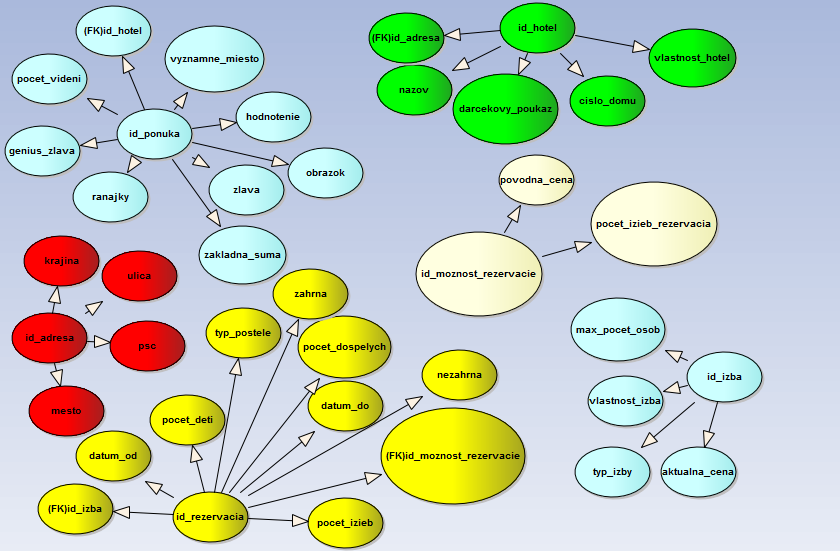 (FK)id_hotel
vyznamne_miesto
pocet_videni
hodnotenie
id_ponuka
genius_zlava
obrazok
zlava
ranajky
zakladna_suma
id_hotel
(FK)id_adresa
vlastnost_hotel
nazov
darcekovy_poukaz
cislo_domu
povodna_cena
pocet_izieb_rezervacia
id_moznost_rezervacie
krajina
ulica
id_adresa
psc
mesto
zahrna
typ_postele
pocet_dospelych
nezahrna
datum_do
pocet_deti
datum_od
(FK)id_moznost_rezervacie
(FK)id_izba
id_rezervacia
pocet_izieb
max_pocet_osob
id_izba
vlastnost_izba
typ_izby
aktualna_cena